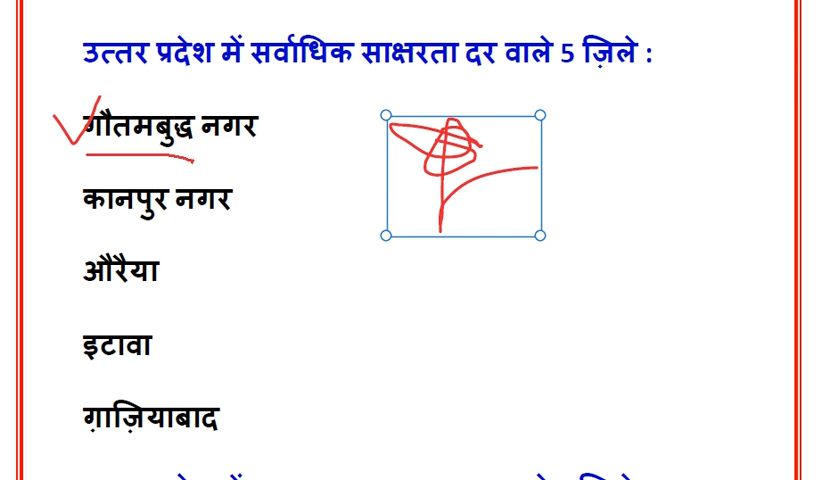 उत्तर प्रदेश में सर्वाधिक साक्षरता दर वाले 5 ज़िले :
गौतमबुद्ध नगर
कानपुर नगर
औरैया
इटावा
ग़ाज़ियाबाद